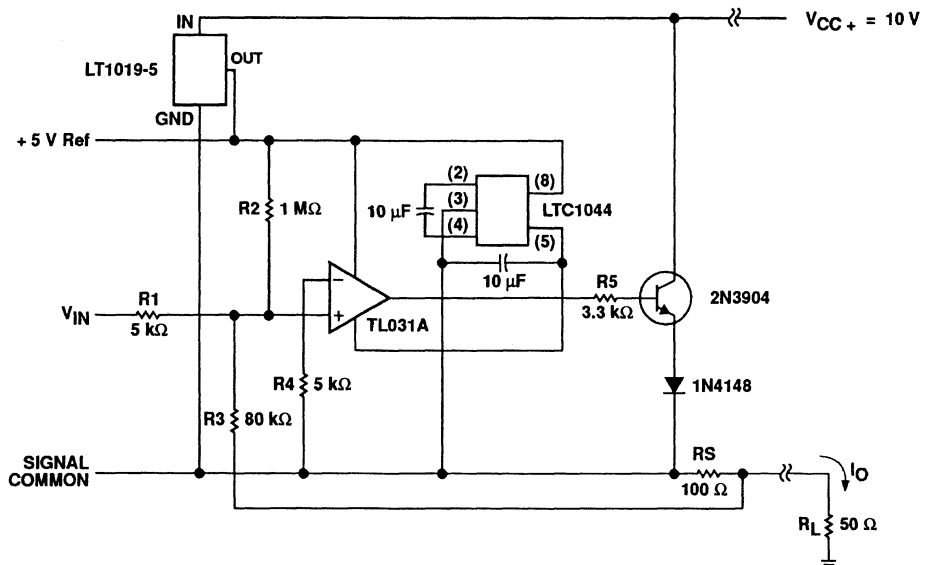 IN
V_CC+ = 10 V
LT1019-5
OUT
GND
+ 5 V Ref
(2)
(8)
R2
1 MΩ
10 μF
(3)
LTC1044
(4)
(5)
10 μF
R1
R5
2N3904
V_IN
−
+
5 kΩ
TL031A
3.3 kΩ
R4
5 kΩ
1N4148
R3
80 kΩ
SIGNAL
COMMON
RS
100 Ω
I_O
R_L
50 Ω